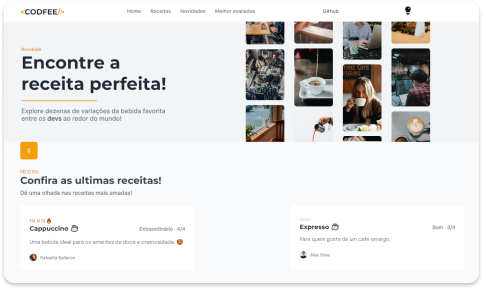 <CODFEE/>
Home Receitas Novidades Melhor avaliadas Github
Novidade
Encontre a
receita perfeita!
Explore dezenas de variações da bebida favorita
entre os devs ao redor do mundo!
RECEITAS
Confira as ultimas receitas!
Dê uma olhada nas receitas mais amadas!
EM ALTA 🔥
Cappuccino ☕ Extraordinário · 4/4
Uma bebida ideal para os amantes de doce e cremosidade. 🤩
Rafaella Ballerini
Expresso ☕ Bom · 3/4
Para quem gosta de um café amargo.
Alex Silva